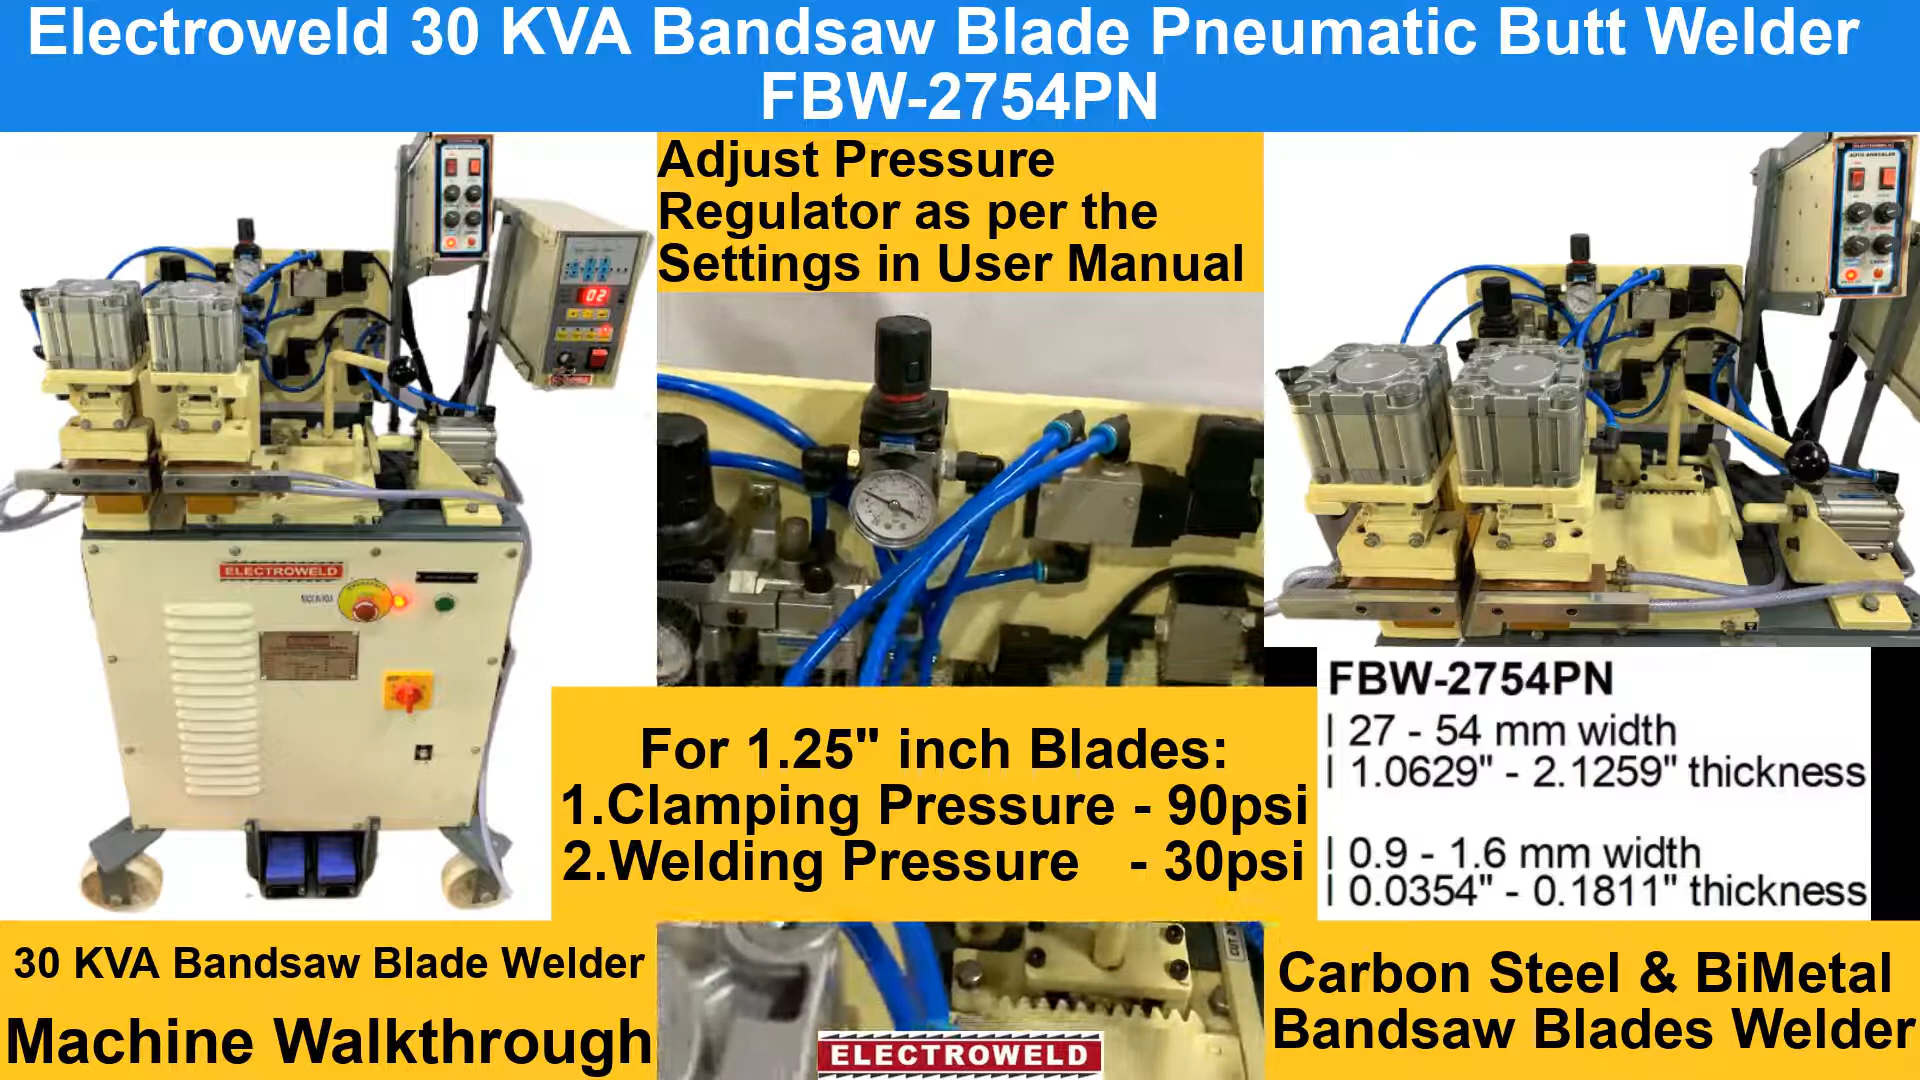 Electroweld 30 KVA Bandsaw Blade Pneumatic Butt Welder
FBW-2754PN
Adjust Pressure
Regulator as per the
Settings in User Manual
ELECTROWELD
02
ELECTROWELD
For 1.25" inch Blades:
1.Clamping Pressure - 90psi
2.Welding Pressure - 30psi
FBW-2754PN
| 27 - 54 mm width
| 1.0629" - 2.1259" thickness
| 0.9 - 1.6 mm width
| 0.0354" - 0.1811" thickness
30 KVA Bandsaw Blade Welder
Machine Walkthrough
ELECTROWELD
Carbon Steel & BiMetal
Bandsaw Blades Welder